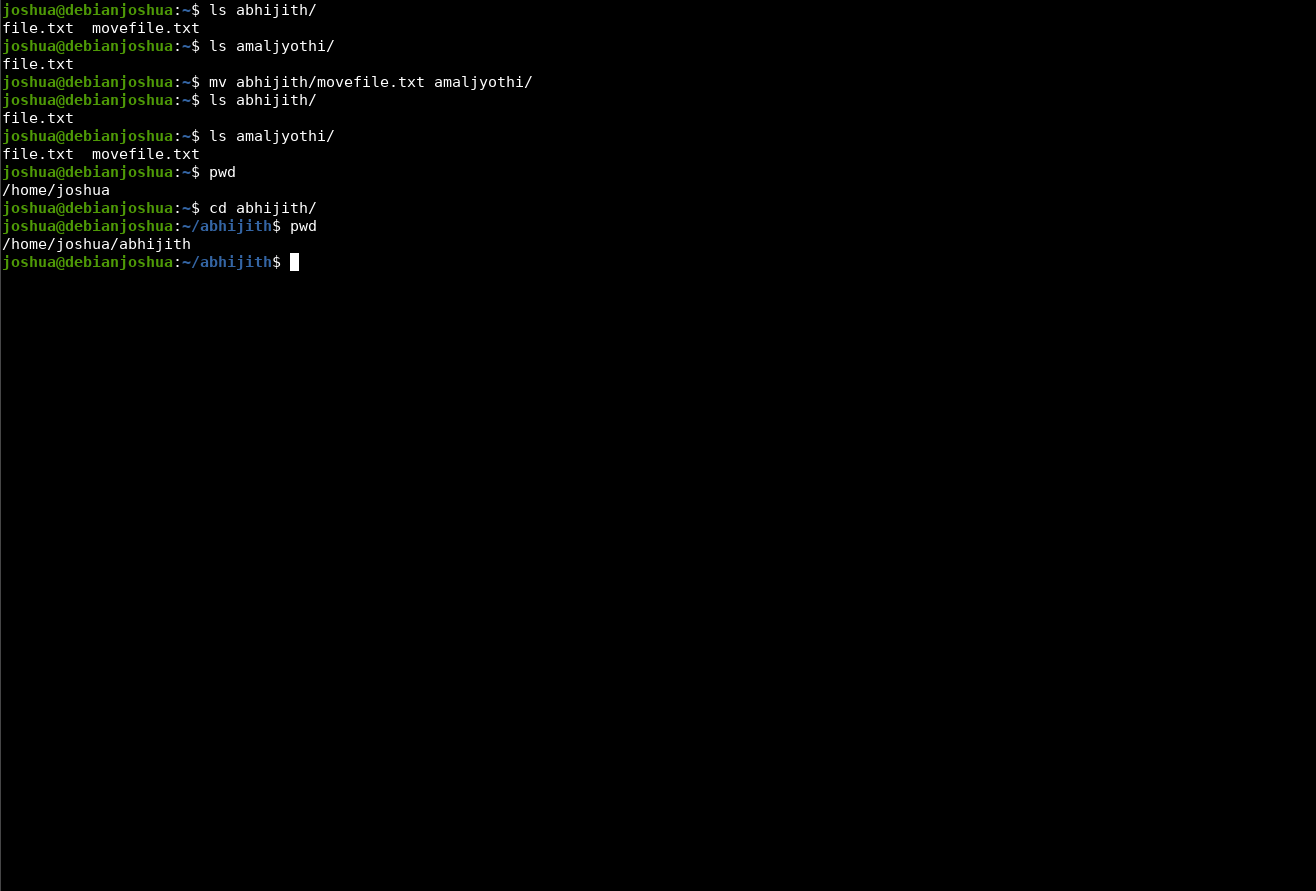 joshua@debianjoshua:~$ ls abhijith/
file.txt  movefile.txt
joshua@debianjoshua:~$ ls amaljyothi/
file.txt
joshua@debianjoshua:~$ mv abhijith/movefile.txt amaljyothi/
joshua@debianjoshua:~$ ls abhijith/
file.txt
joshua@debianjoshua:~$ ls amaljyothi/
file.txt  movefile.txt
joshua@debianjoshua:~$ pwd
/home/joshua
joshua@debianjoshua:~$ cd abhijith/
joshua@debianjoshua:~/abhijith$ pwd
/home/joshua/abhijith
joshua@debianjoshua:~/abhijith$